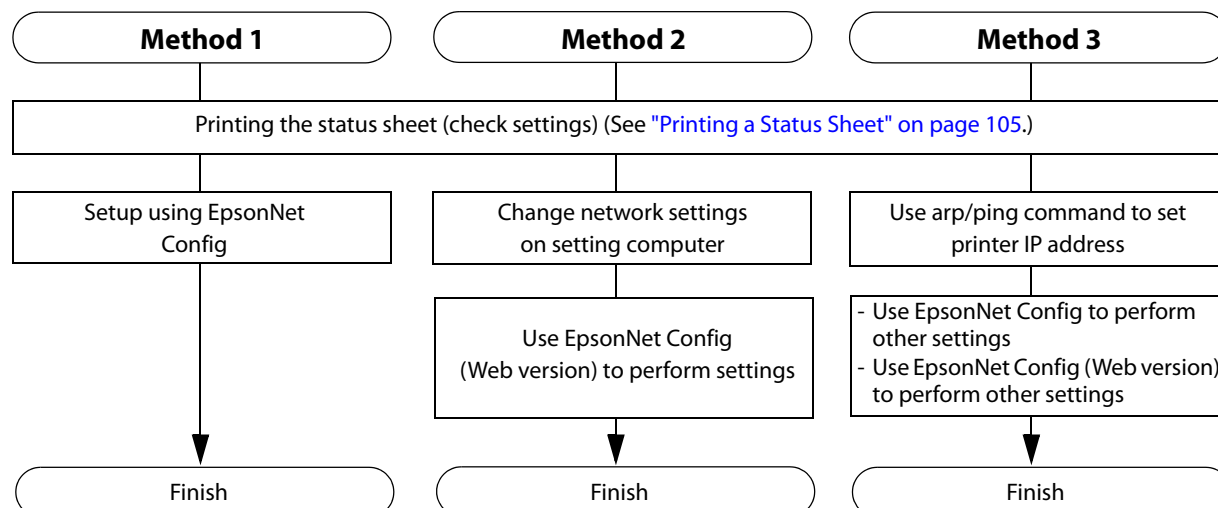 Method 1
Method 2
Method 3
Printing the status sheet (check settings) (See "Printing a Status Sheet" on page 105.)
Setup using EpsonNet
Config
Change network settings
on setting computer
Use arp/ping command to set
printer IP address
Use EpsonNet Config
(Web version) to perform settings
- Use EpsonNet Config to perform
other settings
- Use EpsonNet Config (Web version)
to perform other settings
Finish
Finish
Finish